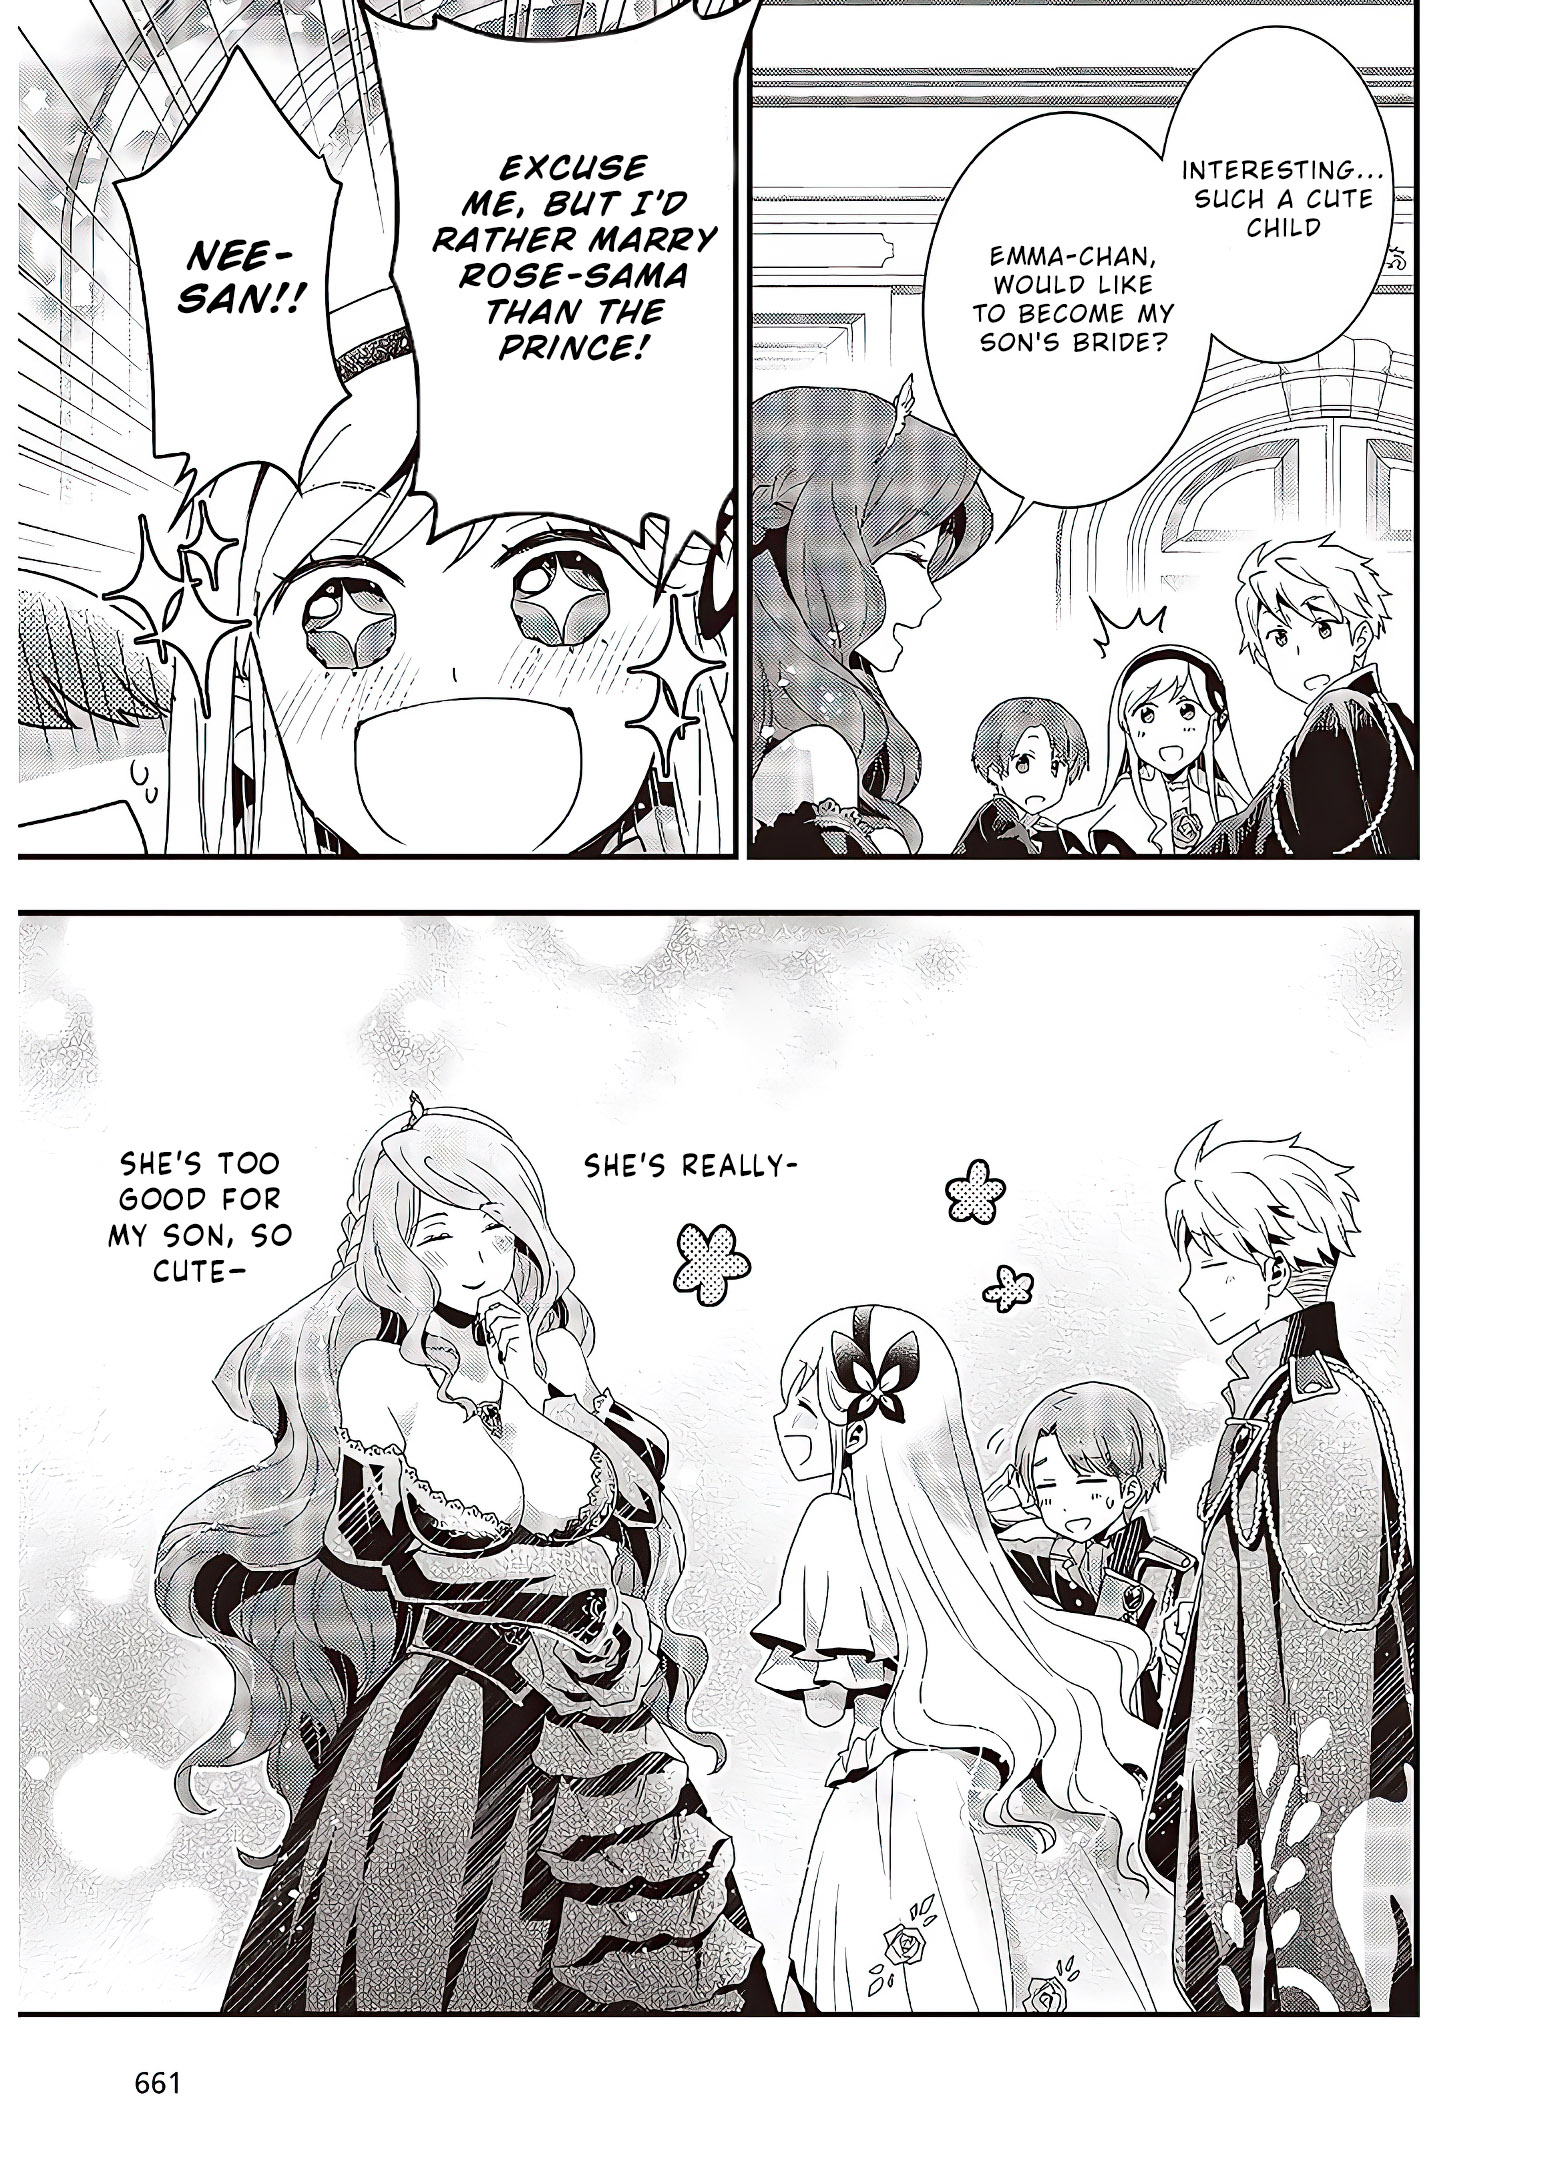 INTERESTING...
SUCH A CUTE
CHILD
EMMA-CHAN,
WOULD LIKE
TO BECOME MY
SON'S BRIDE?
EXCUSE
ME, BUT I'D
RATHER MARRY
ROSE-SAMA
THAN THE
PRINCE!
NEE-
SAN!!
SHE'S REALLY-
SHE'S TOO
GOOD FOR
MY SON, SO
CUTE-
661